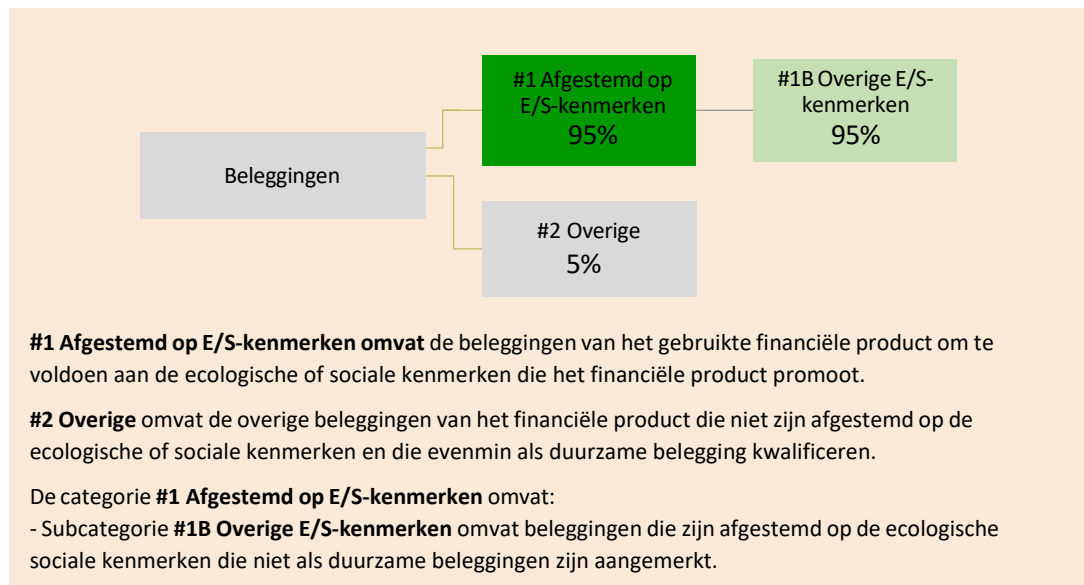 #1 Afgestemd op
E/S-kenmerken
95%
#1B Overige E/S-
kenmerken
95%
Beleggingen
#2 Overige
5%
#1 Afgestemd op E/S-kenmerken omvat de beleggingen van het gebruikte financiële product om te
voldoen aan de ecologische of sociale kenmerken die het financiële product promoot.
#2 Overige omvat de overige beleggingen van het financiële product die niet zijn afgestemd op de
ecologische of sociale kenmerken en die evenmin als duurzame belegging kwalificeren.
De categorie #1 Afgestemd op E/S-kenmerken omvat:
- Subcategorie #1B Overige E/S-kenmerken omvat beleggingen die zijn afgestemd op de ecologische
sociale kenmerken die niet als duurzame beleggingen zijn aangemerkt.